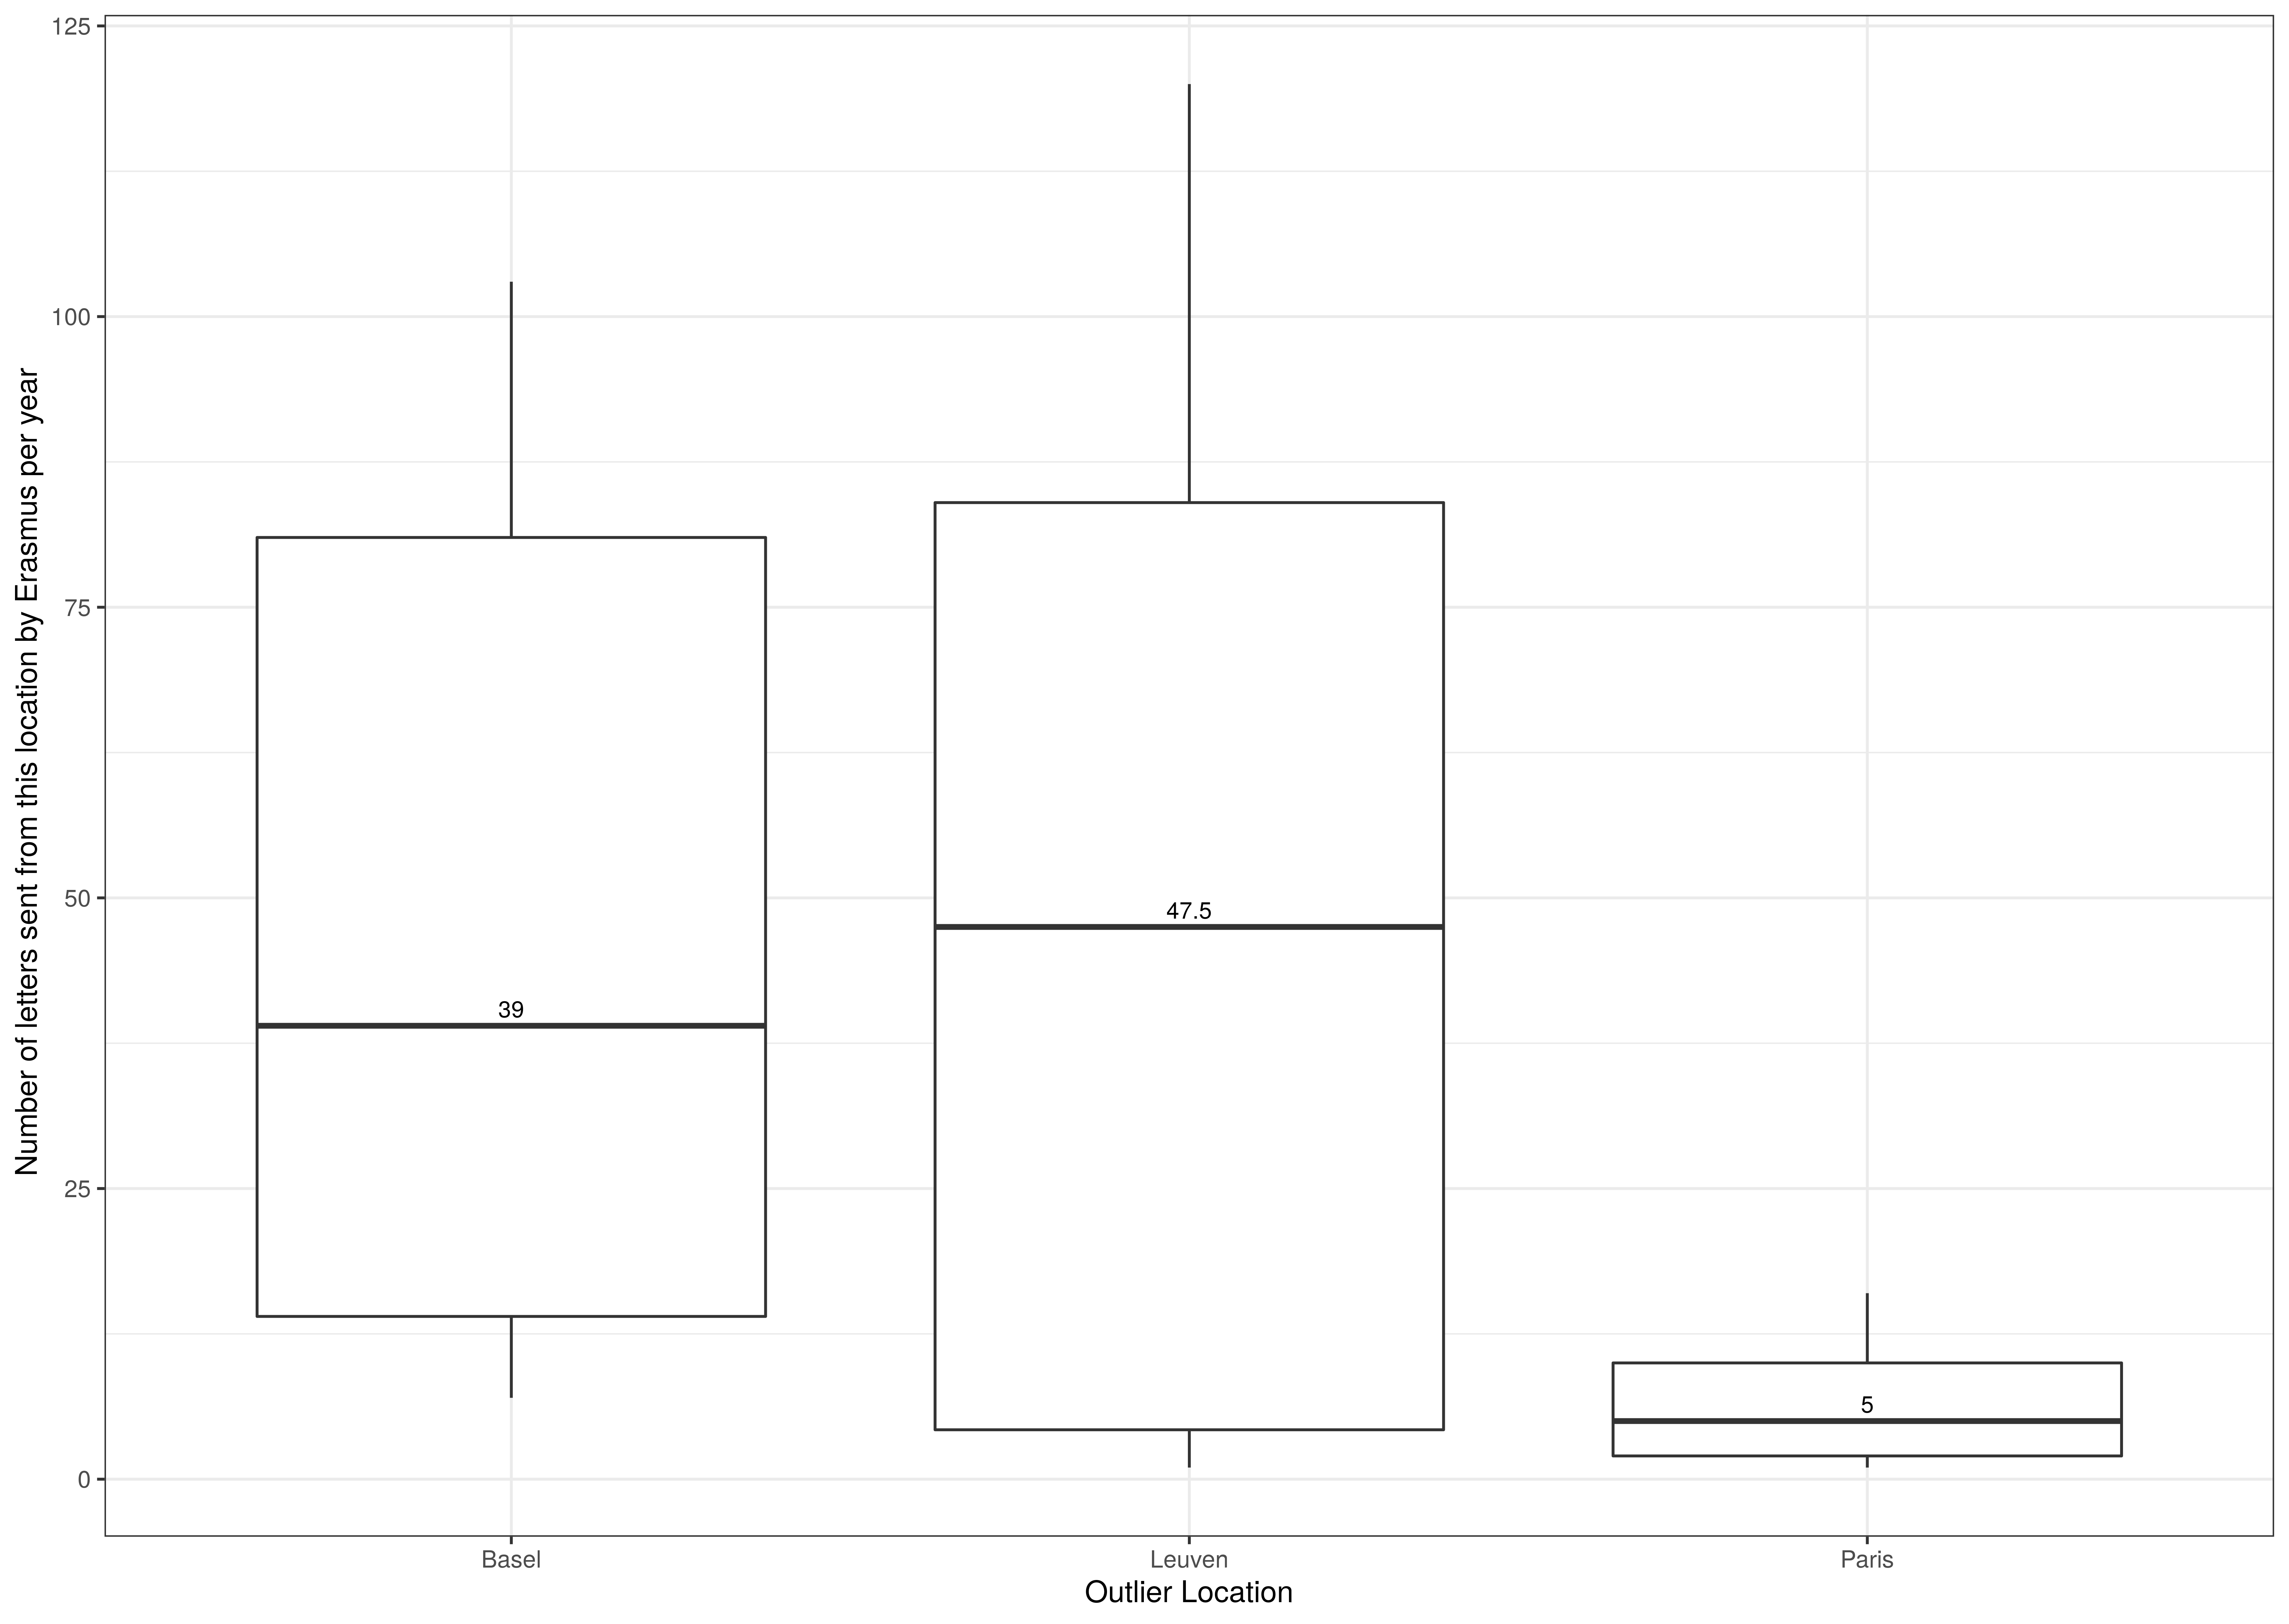 Number of letters sent from this location by Erasmus per year
125
100
75
50
25
0
39
47.5
5
Basel
Leuven
Paris
Outlier Location